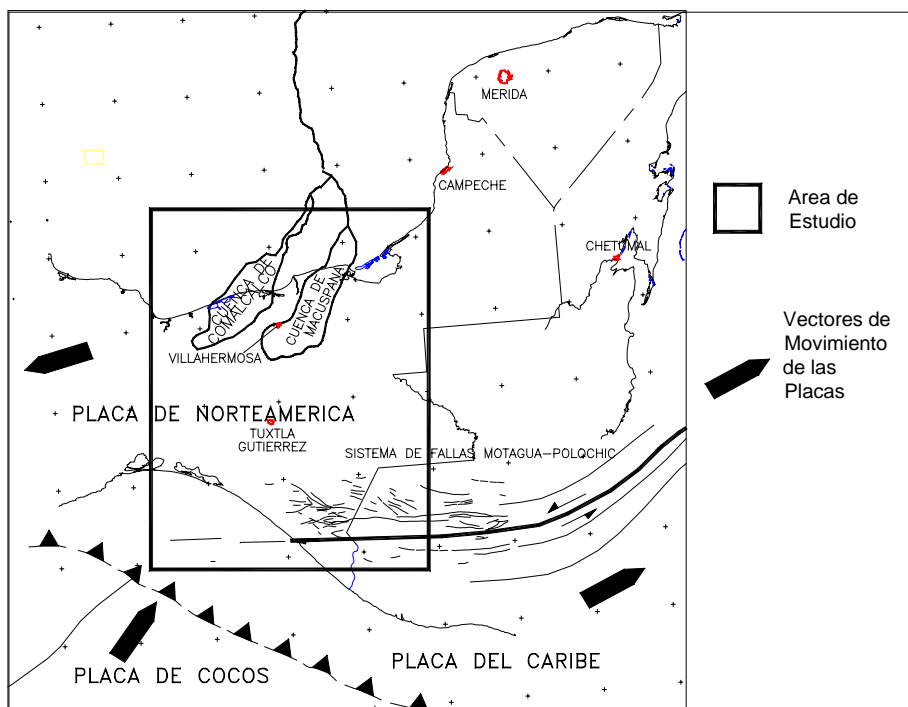 MERIDA
CAMPECHE
CHETUMAL
CUENCA DE
COMALCALCO
CUENCA DE
MACUSPANA
VILLAHERMOSA
PLACA DE NORTEAMERICA
TUXTLA
GUTIERREZ
SISTEMA DE FALLAS MOTAGUA-POLOCHIC
PLACA DE COCOS
PLACA DEL CARIBE
Area de
Estudio
Vectores de
Movimiento
de las
Placas